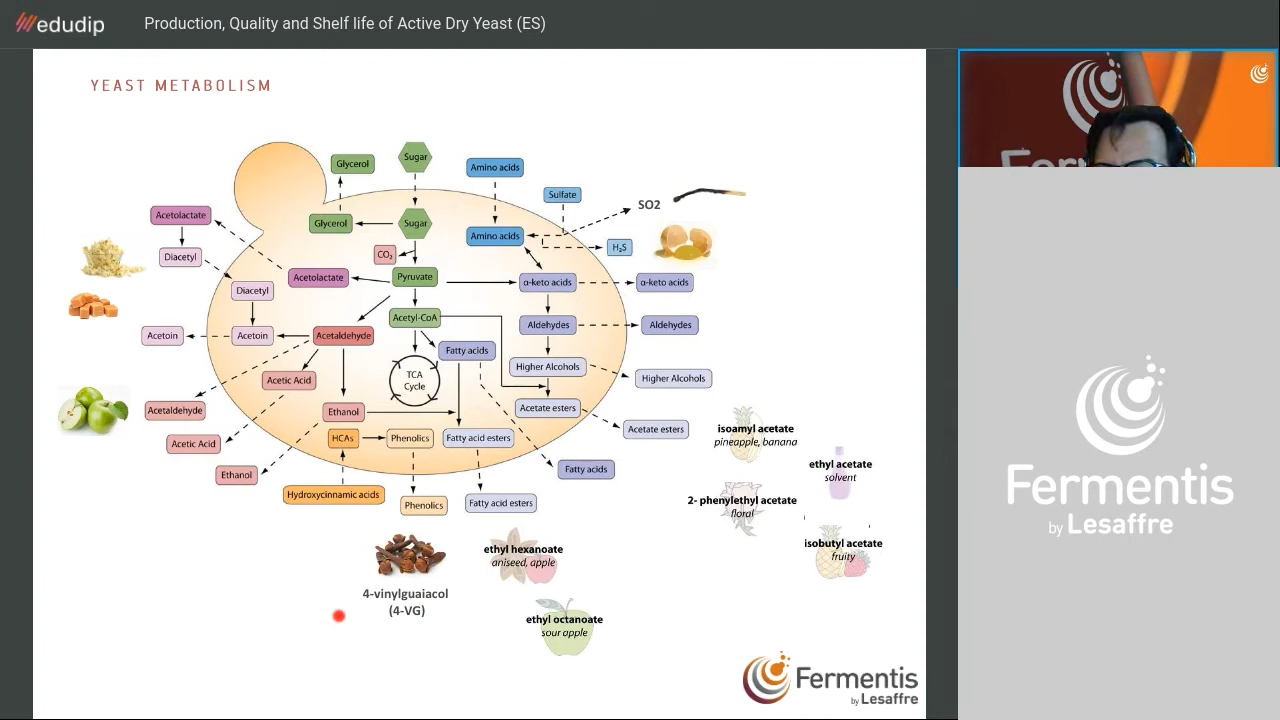 edudip
Production, Quality and Shelf life of Active Dry Yeast (ES)
YEAST METABOLISM
Glycerol
Sugar
Amino acids
Sulfate
SO2
Acetolactate
Glycerol
Sugar
Amino acids
H₂S
CO₂
Diacetyl
Acetolactate
Pyruvate
α-keto acids
α-keto acids
Diacetyl
Acetyl-CoA
Aldehydes
Aldehydes
Acetoin
Acetoin
Acetaldehyde
Fatty acids
Higher Alcohols
Higher Alcohols
TCA
Cycle
Acetic Acid
Acetaldehyde
Ethanol
Acetate esters
Acetate esters
Acetic Acid
HCAs
Phenolics
Fatty acid esters
Ethanol
Fatty acids
Hydroxycinnamic acids
Phenolics
Fatty acid esters
isoamyl acetate
pineapple, banana
ethyl acetate
solvent
2- phenylethyl acetate
floral
isobutyl acetate
fruity
ethyl hexanoate
aniseed, apple
4-vinylguaiacol
(4-VG)
ethyl octanoate
sour apple
Fermentis
by Lesaffre
Fermentis
by Lesaffre